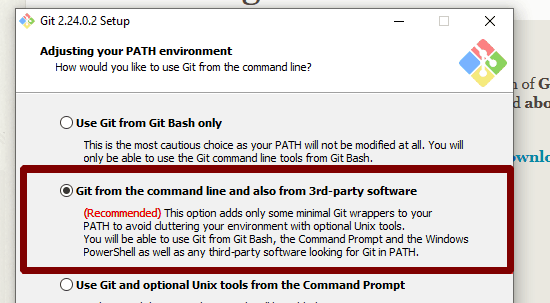 Git 2.24.0.2 Setup
Adjusting your PATH environment
How would you like to use Git from the command line?
Use Git from Git Bash only
This is the most cautious choice as your PATH will not be modified at all. You will
only be able to use the Git command line tools from Git Bash.
Git from the command line and also from 3rd-party software
(Recommended) This option adds only some minimal Git wrappers to your
PATH to avoid cluttering your environment with optional Unix tools.
You will be able to use Git from Git Bash, the Command Prompt and the Windows
PowerShell as well as any third-party software looking for Git in PATH.
Use Git and optional Unix tools from the Command Prompt
of G
abo
ownlo